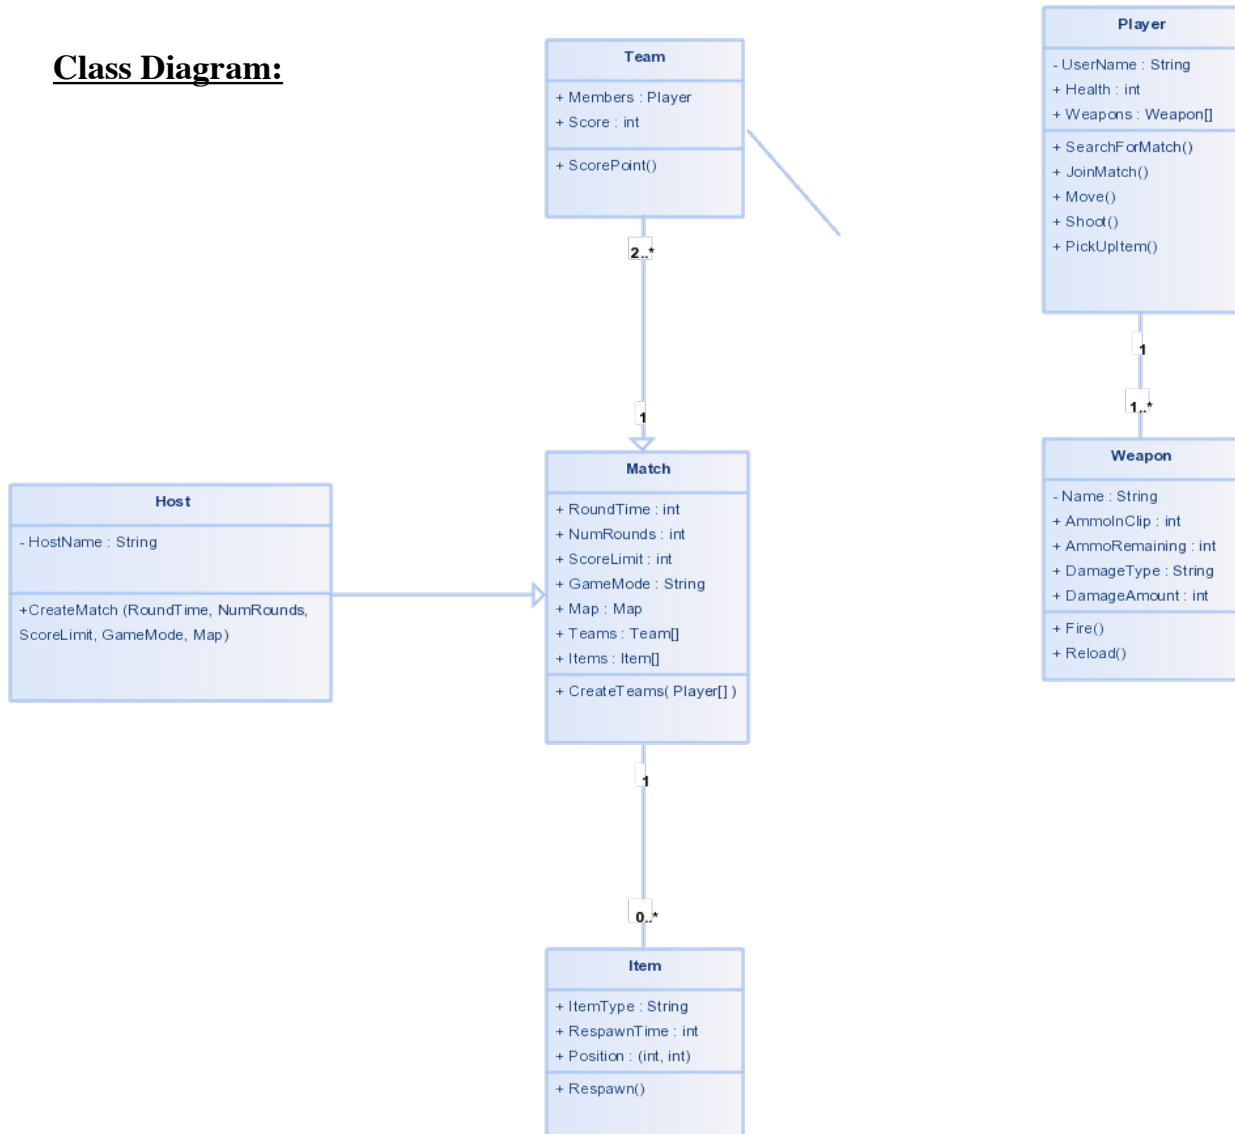 Class Diagram:
Team
+ Members : Player
+ Score : int
+ ScorePoint()
2..*
1
Player
- UserName : String
+ Health : int
+ Weapons : Weapon[]
+ SearchForMatch()
+ JoinMatch()
+ Move()
+ Shoot()
+ PickUpItem()
1
1..*
Host
- HostName : String
+CreateMatch (RoundTime, NumRounds,
ScoreLimit, GameMode, Map)
Match
+ RoundTime : int
+ NumRounds : int
+ ScoreLimit : int
+ GameMode : String
+ Map : Map
+ Teams : Team[]
+ Items : Item[]
+ CreateTeams( Player[] )
Weapon
- Name : String
+ AmmoInClip : int
+ AmmoRemaining : int
+ DamageType : String
+ DamageAmount : int
+ Fire()
+ Reload()
1
0..*
Item
+ ItemType : String
+ RespawnTime : int
+ Position : (int, int)
+ Respawn()